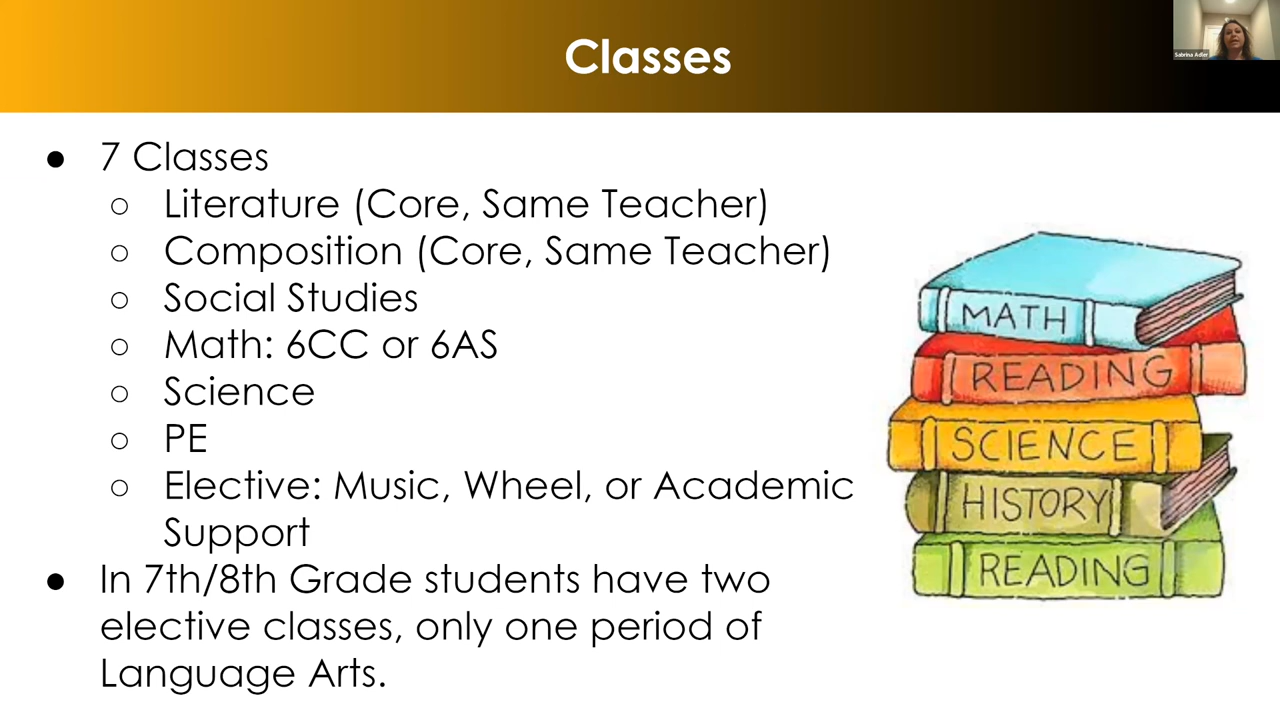 Classes
Sabrina Adler
● 7 Classes
○ Literature (Core, Same Teacher)
○ Composition (Core, Same Teacher)
○ Social Studies
○ Math: 6CC or 6AS
○ Science
○ PE
○ Elective: Music, Wheel, or Academic
Support
● In 7th/8th Grade students have two
elective classes, only one period of
Language Arts.
MATH
READING
SCIENCE
HISTORY
READING